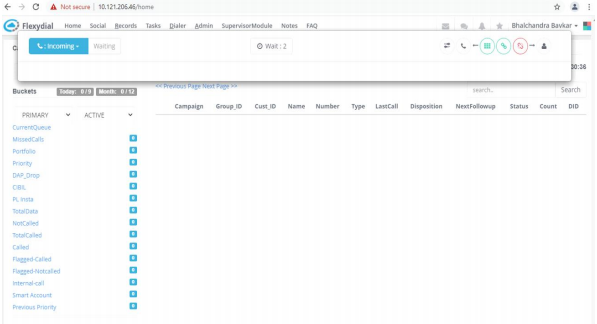 Not secure | 10.121.206.46/home
Flexydial Home Social Records Tasks Dialer Admin SupervisorModule Notes FAQ Bhalchandra Bavkar
: Incoming Waiting Wait : 2
:36
Buckets Today: 0 / 0 Month: 0 / 12 << Previous Page Next Page >> search.. Search
Campaign Group_ID Cust_ID Name Number Type LastCall Disposition NextFollowup Status Count DID
PRIMARY ACTIVE
CurrentQueue
MissedCalls 0
Portfolio 0
Priority 0
DAP_Drop 0
CIBIL 0
PL Insta 0
TotalData 0
NotCalled 0
TotalCalled 0
Called 0
Flagged-Called 0
Flagged-Notcalled 0
Internal-call 0
Smart Account 0
Previous Priority 0